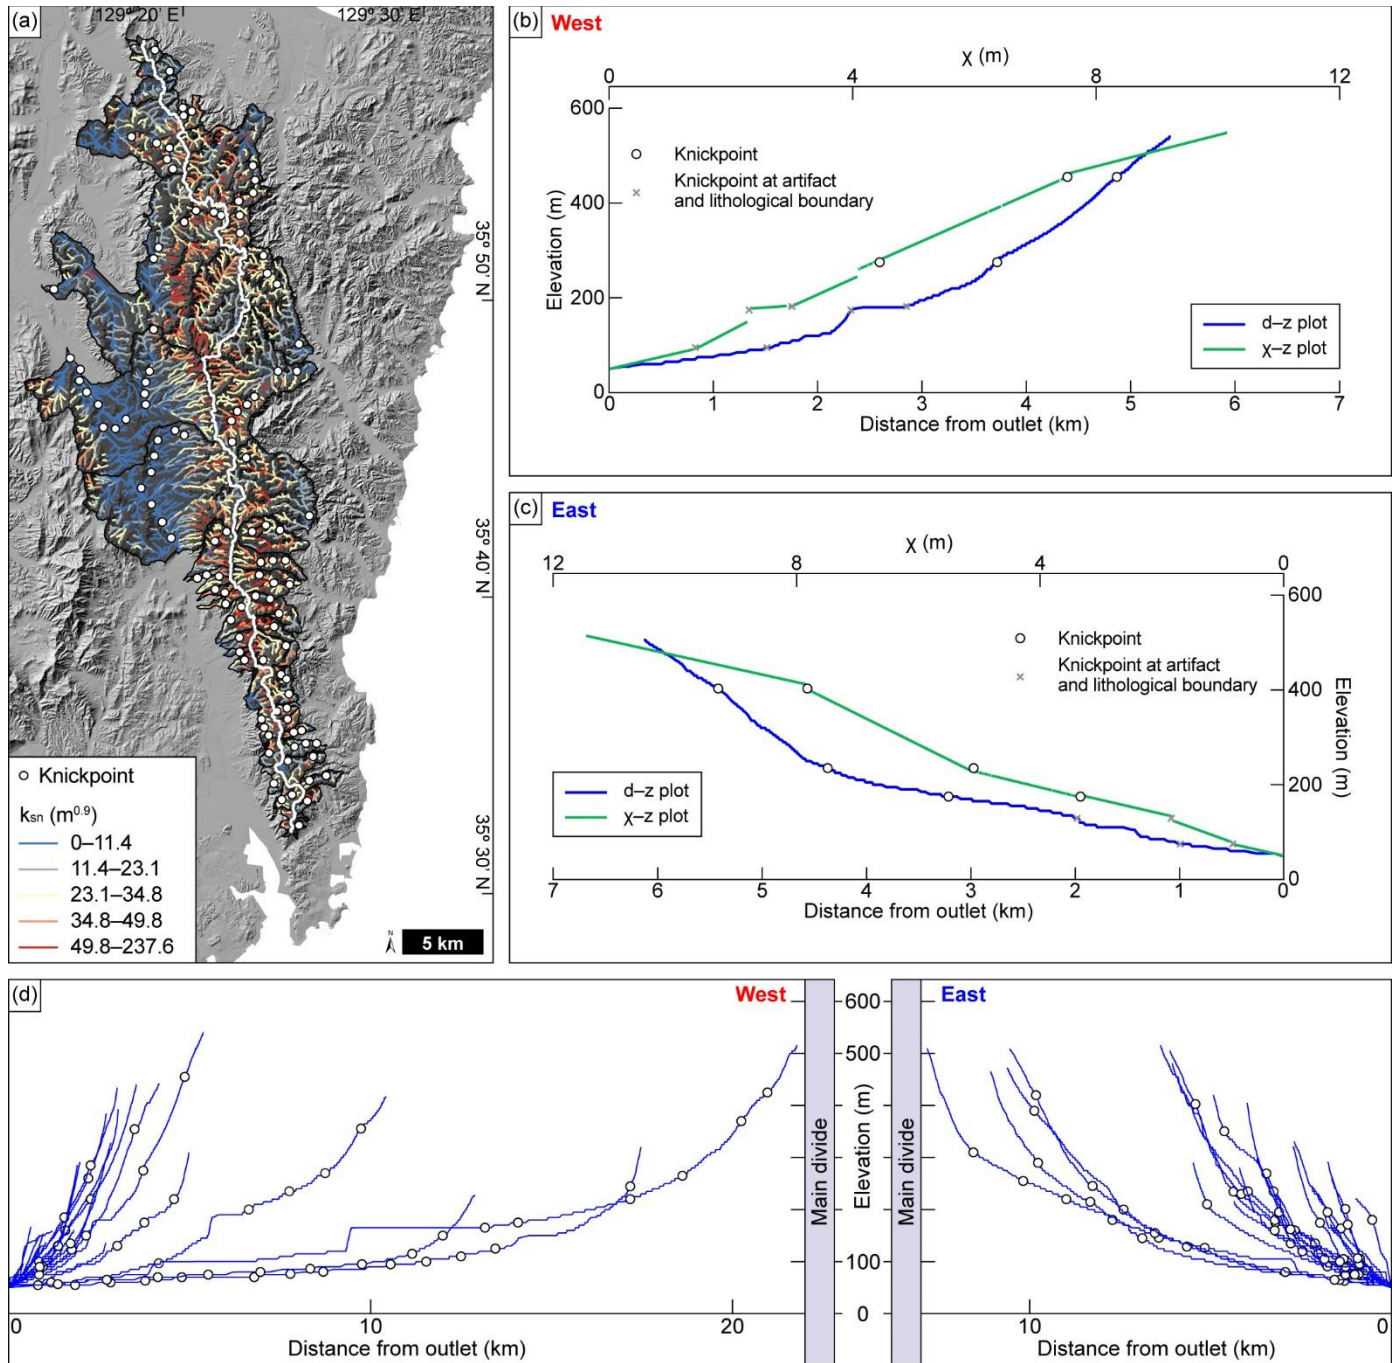 (a)
129° 20' E
129° 30' E
35° 50' N
35° 40' N
35° 30' N
Knickpoint
ksn (m0.9)
0–11.4
11.4–23.1
23.1–34.8
34.8–49.8
49.8–237.6
N
5 km
(b) West
χ (m)
0 4 8 12
600
400
200
0
Elevation (m)
Knickpoint
Knickpoint at artifact
and lithological boundary
d–z plot
χ–z plot
0 1 2 3 4 5 6 7
Distance from outlet (km)
(c) East
χ (m)
12 8 4 0
600
400
200
0
Elevation (m)
Knickpoint
Knickpoint at artifact
and lithological boundary
d–z plot
χ–z plot
7 6 5 4 3 2 1 0
Distance from outlet (km)
(d)
West
East
Main divide
Elevation (m)
Main divide
600
500
100
0
0 10 20
Distance from outlet (km)
10 0
Distance from outlet (km)